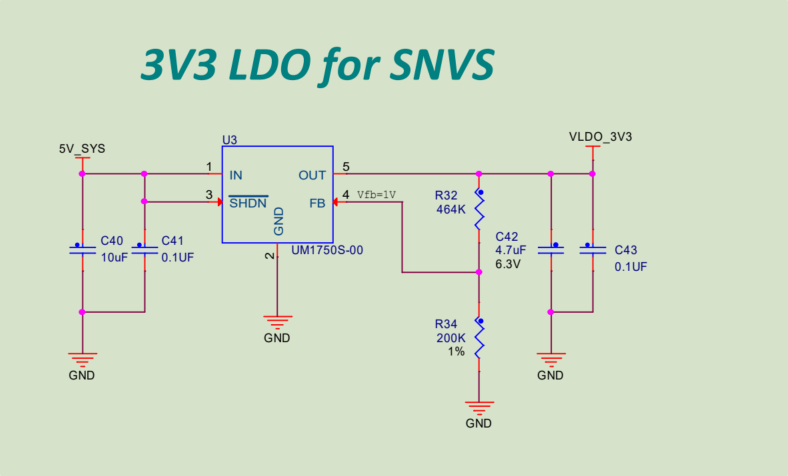 3V3 LDO for SNVS
5V_SYS
U3
VLDO_3V3
1
IN
OUT
5
3
SHDN
FB
4
Vfb=1V
GND
2
UM1750S-00
C40
10uF
C41
0.1UF
R32
464K
C42
4.7uF
6.3V
C43
0.1UF
R34
200K
1%
GND
GND
GND
GND